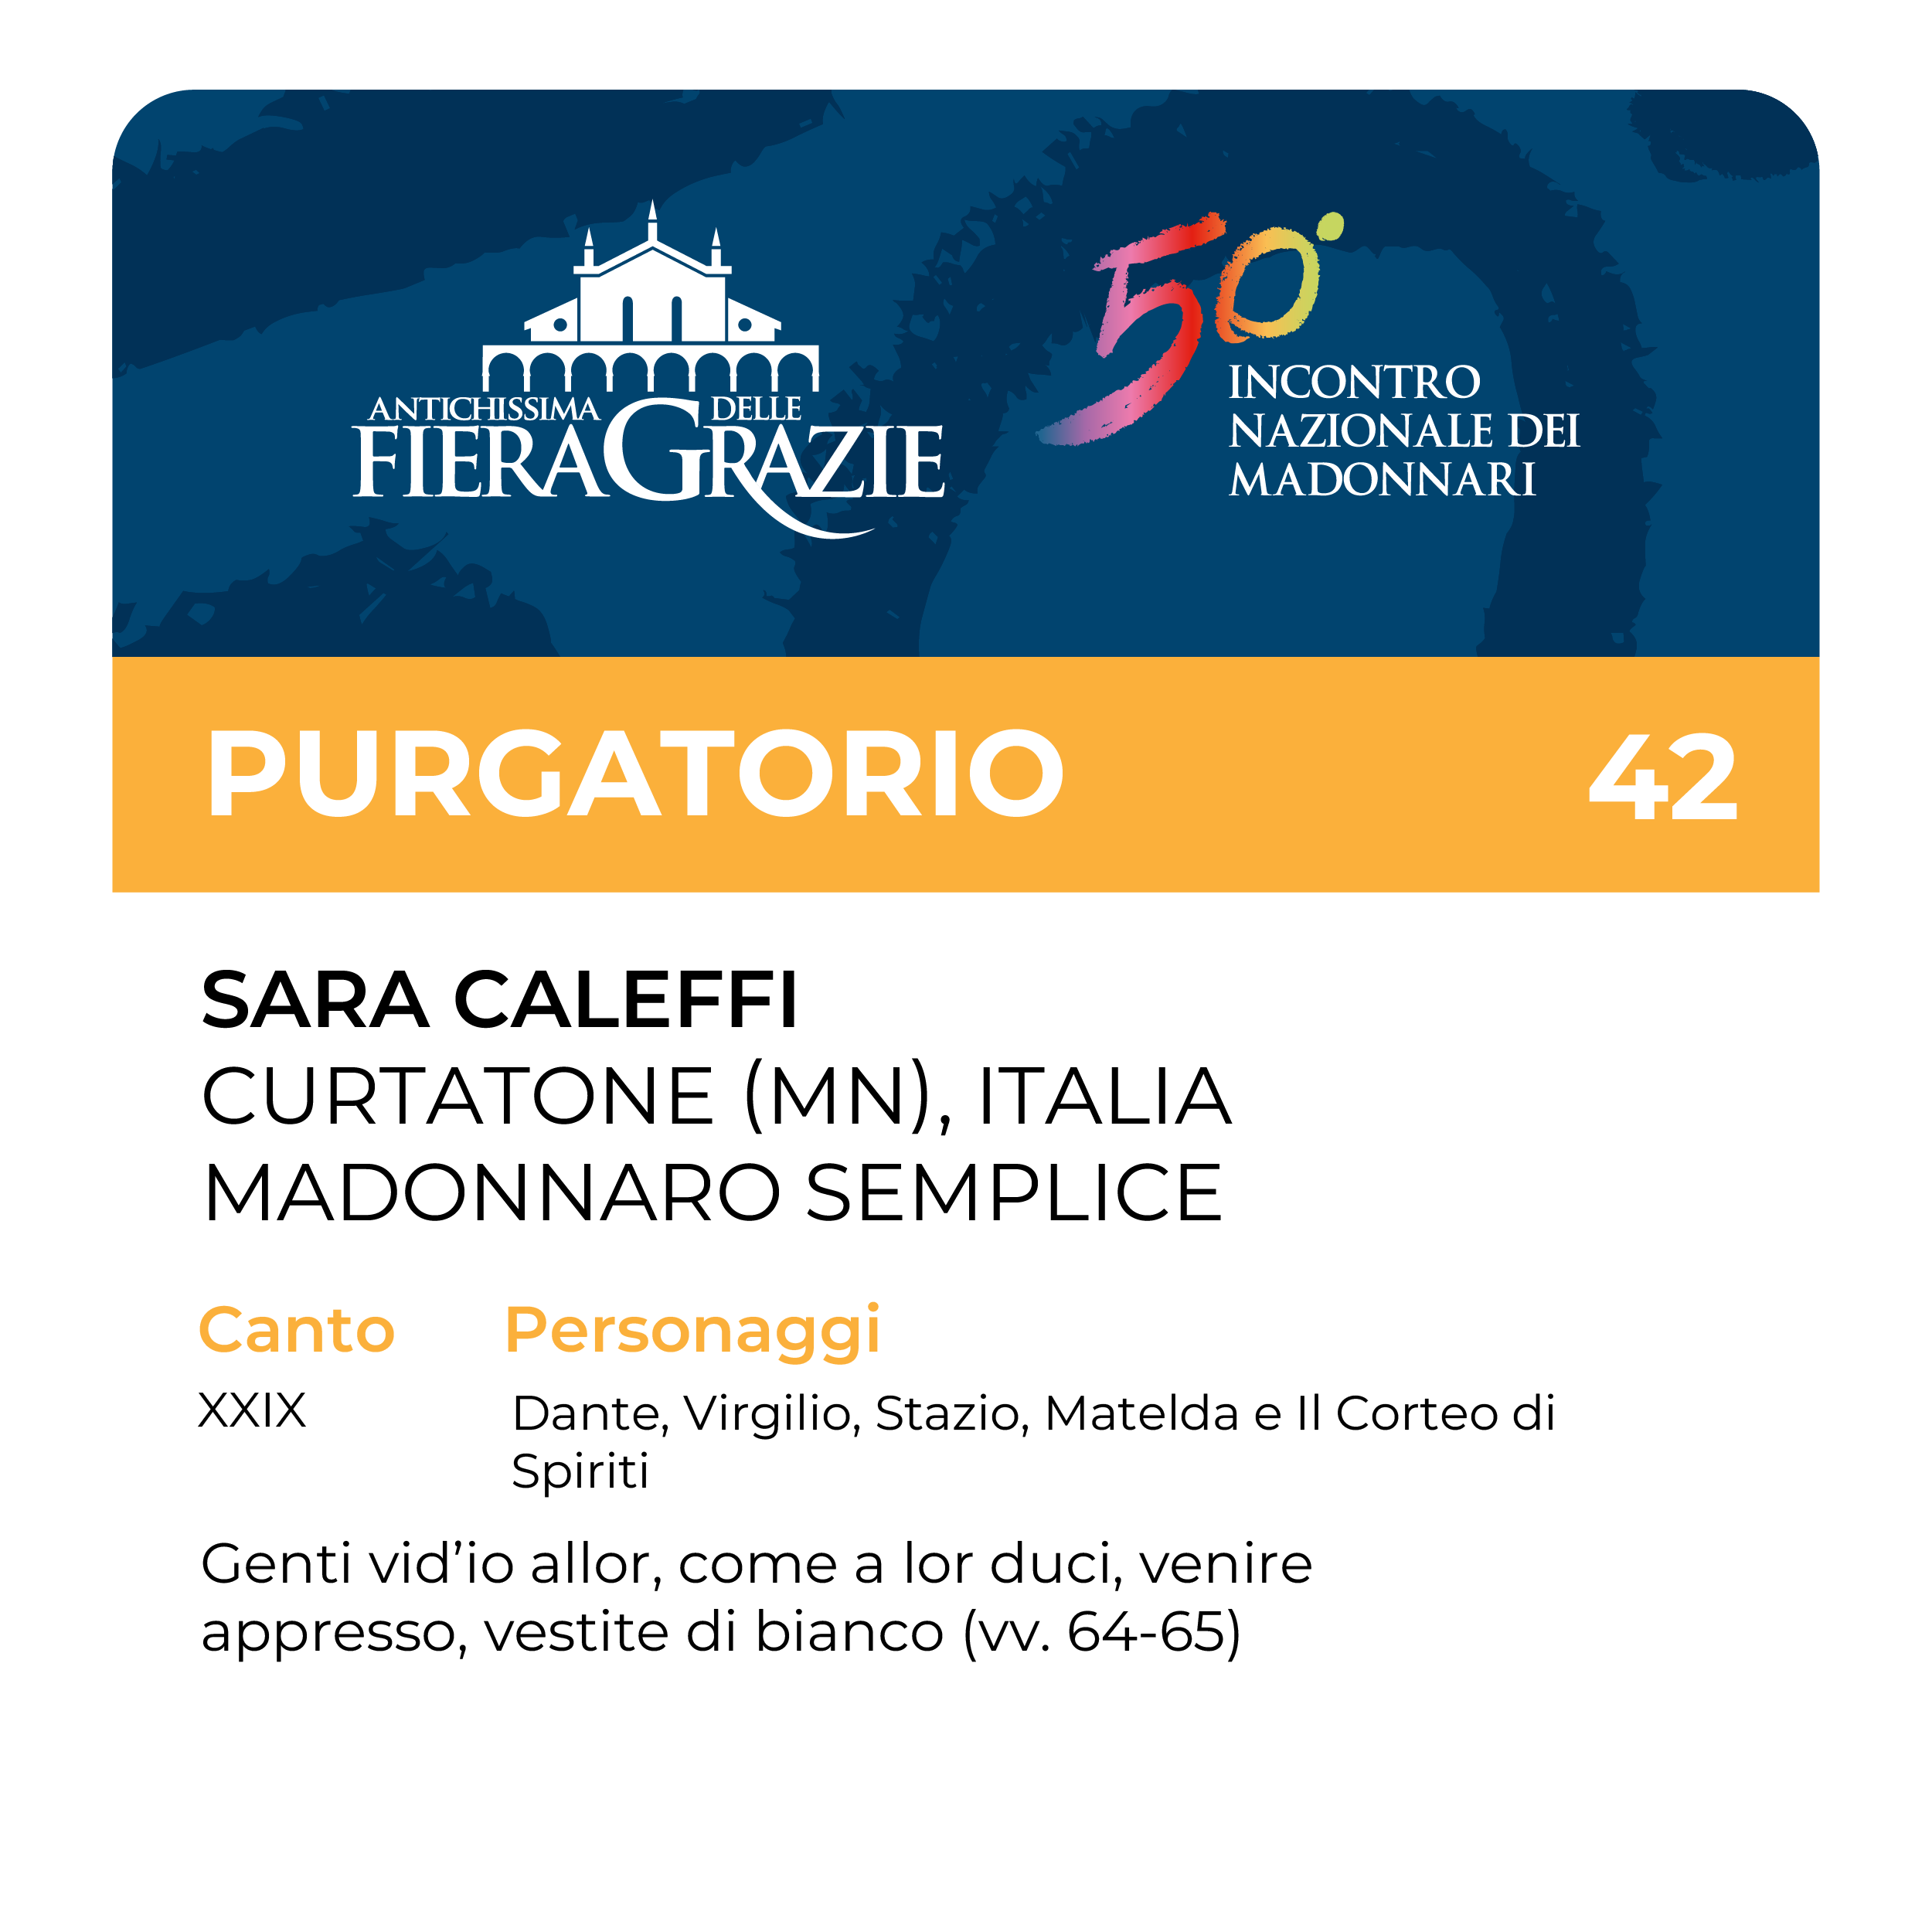 ANTICHISSIMA DELLE
FIERAGRAZIE
50°
INCONTRO
NAZIONALE DEI
MADONNARI
PURGATORIO 42
SARA CALEFFI
CURTATONE (MN), ITALIA
MADONNARO SEMPLICE
Canto Personaggi
XXIX Dante, Virgilio, Stazio, Matelda e Il Corteo di
Spiriti
Genti vid’io allor, come a lor duci, venire
appresso, vestite di bianco (vv. 64-65)